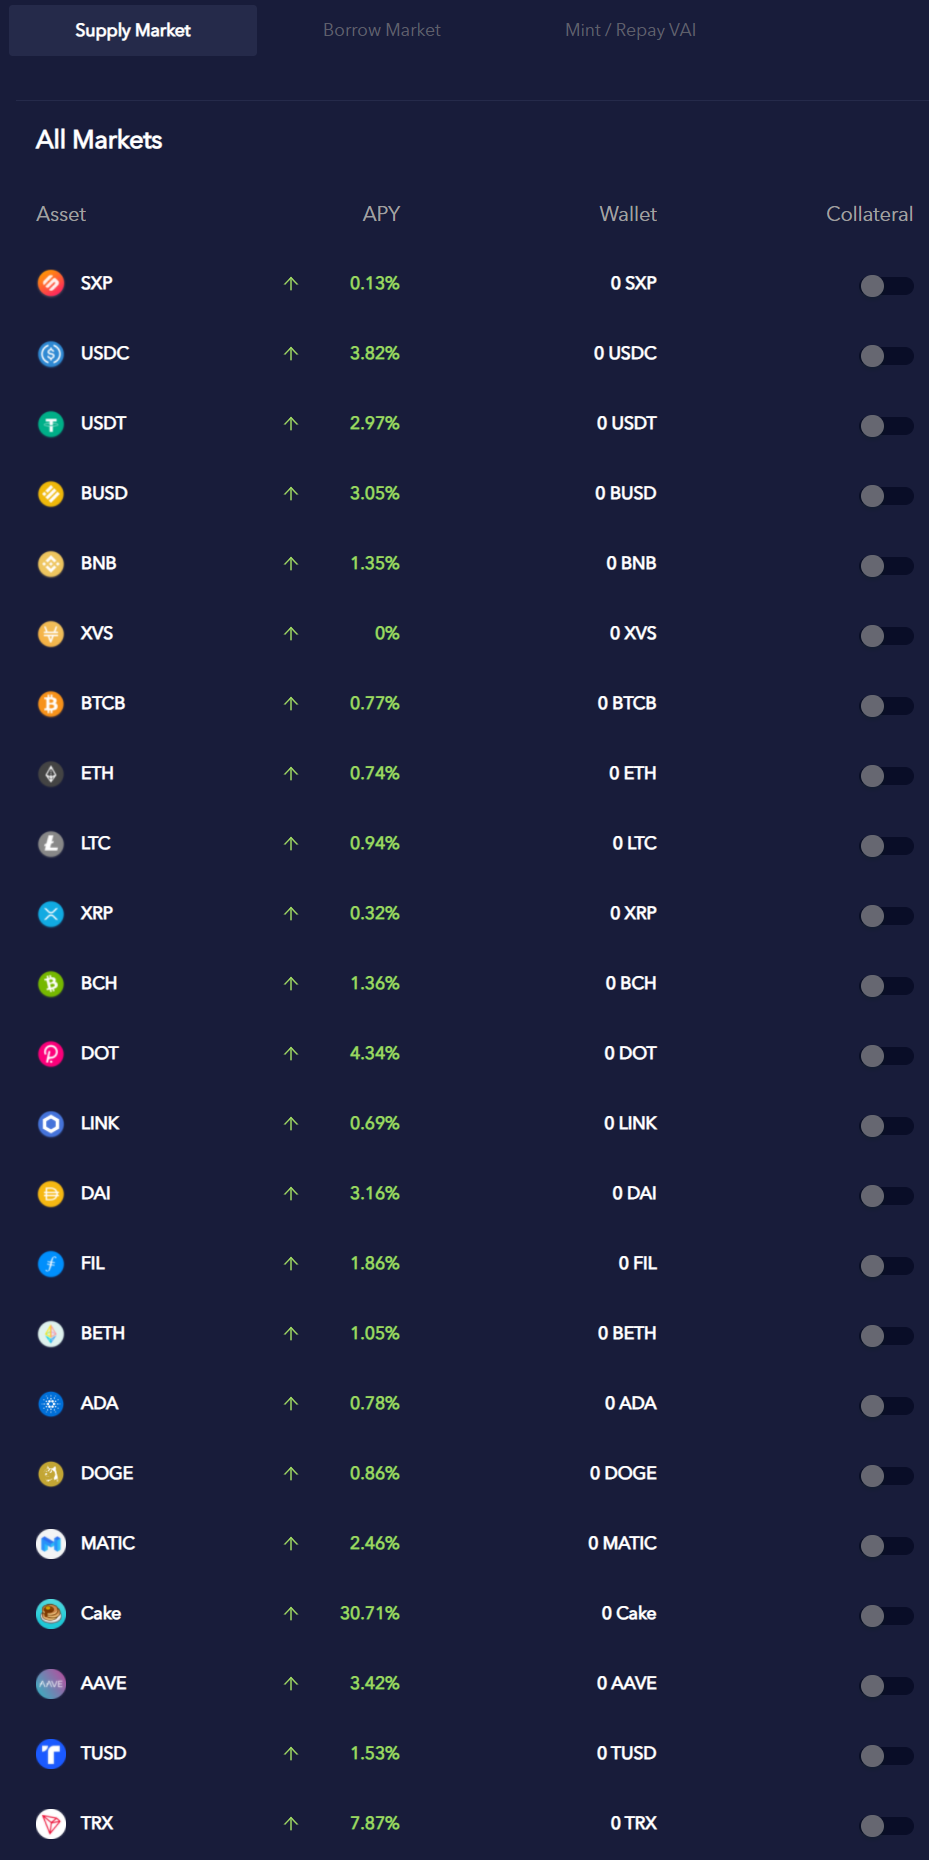 Supply Market Borrow Market Mint / Repay VAI
All Markets
Asset APY Wallet Collateral
SXP 0.13% 0 SXP
USDC 3.82% 0 USDC
USDT 2.97% 0 USDT
BUSD 3.05% 0 BUSD
BNB 1.35% 0 BNB
XVS 0% 0 XVS
BTCB 0.77% 0 BTCB
ETH 0.74% 0 ETH
LTC 0.94% 0 LTC
XRP 0.32% 0 XRP
BCH 1.36% 0 BCH
DOT 4.34% 0 DOT
LINK 0.69% 0 LINK
DAI 3.16% 0 DAI
FIL 1.86% 0 FIL
BETH 1.05% 0 BETH
ADA 0.78% 0 ADA
DOGE 0.86% 0 DOGE
MATIC 2.46% 0 MATIC
Cake 30.71% 0 Cake
AAVE AAVE 3.42% 0 AAVE
TUSD 1.53% 0 TUSD
TRX 7.87% 0 TRX